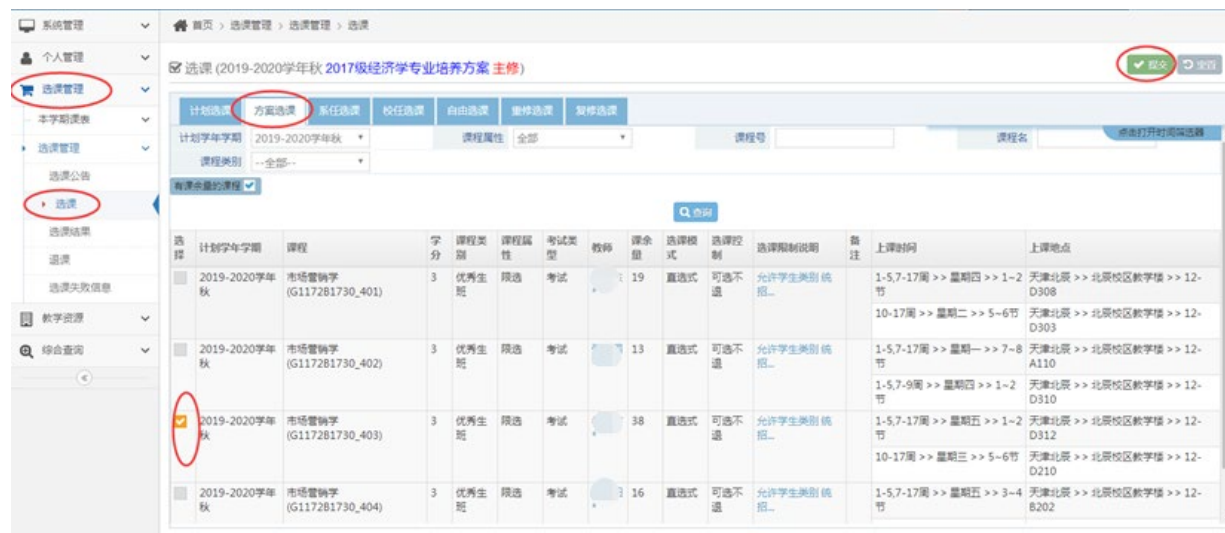 系统管理
首页 > 选课管理 > 选课管理 > 选课
个人管理
选课 (2019-2020学年秋 2017级经济学专业培养方案 主修)
提交
选课管理
计划选课 方案选课 系任选课 校任选课 自由选课 重修选课 复修选课
本学期课表
计划学年学期 2019-2020学年秋 课程属性 全部 课程号 课程名 点击打开时间筛选器
选课管理
课程类别 --全部--
选课公告
有课余量的课程
选课
查询
选课结果
退课
选课失败信息
教学资源
综合查询
选择 计划学年学期 课程 学分 课程类别 课程属性 考试类型 教师 课余量 选课模式 选课控制 选课限制说明 备注 上课时间 上课地点
2019-2020学年秋 市场营销学 3 优秀生班 限选 考试 19 直选式 可选不退 允许学生类别 统招... 1-5,7-17周 >> 星期四 >> 1~2节 天津北辰 >> 北辰校区教学楼 >> 12-D308
(G1172B1730_401)
10-17周 >> 星期二 >> 5~6节 天津北辰 >> 北辰校区教学楼 >> 12-D303
2019-2020学年秋 市场营销学 3 优秀生班 限选 考试 13 直选式 可选不退 允许学生类别 统招... 1-5,7-17周 >> 星期一 >> 7~8节 天津北辰 >> 北辰校区教学楼 >> 12-A110
(G1172B1730_402)
1-5,7-9周 >> 星期四 >> 1~2节 天津北辰 >> 北辰校区教学楼 >> 12-D310
2019-2020学年秋 市场营销学 3 优秀生班 限选 考试 38 直选式 可选不退 允许学生类别 统招... 1-5,7-17周 >> 星期五 >> 1~2节 天津北辰 >> 北辰校区教学楼 >> 12-D312
(G1172B1730_403)
10-17周 >> 星期三 >> 5~6节 天津北辰 >> 北辰校区教学楼 >> 12-D210
2019-2020学年秋 市场营销学 3 优秀生班 限选 考试 16 直选式 可选不退 允许学生类别 统招... 1-5,7-17周 >> 星期五 >> 3~4节 天津北辰 >> 北辰校区教学楼 >> 12-B202
(G1172B1730_404)